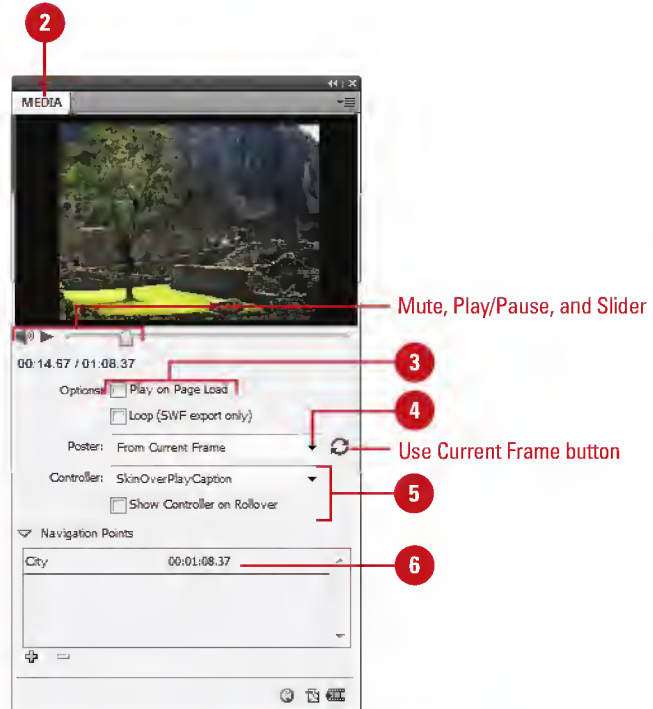 2
MEDIA
Mute, Play/Pause, and Slider
00:14.67 / 01:08.37
3
Options: Play on Page Load
Loop (SWF export only)
4
Poster: From Current Frame
Use Current Frame button
Controller: SkinOverPlayCaption
5
Show Controller on Rollover
Navigation Points
City 00:01:08.37
6